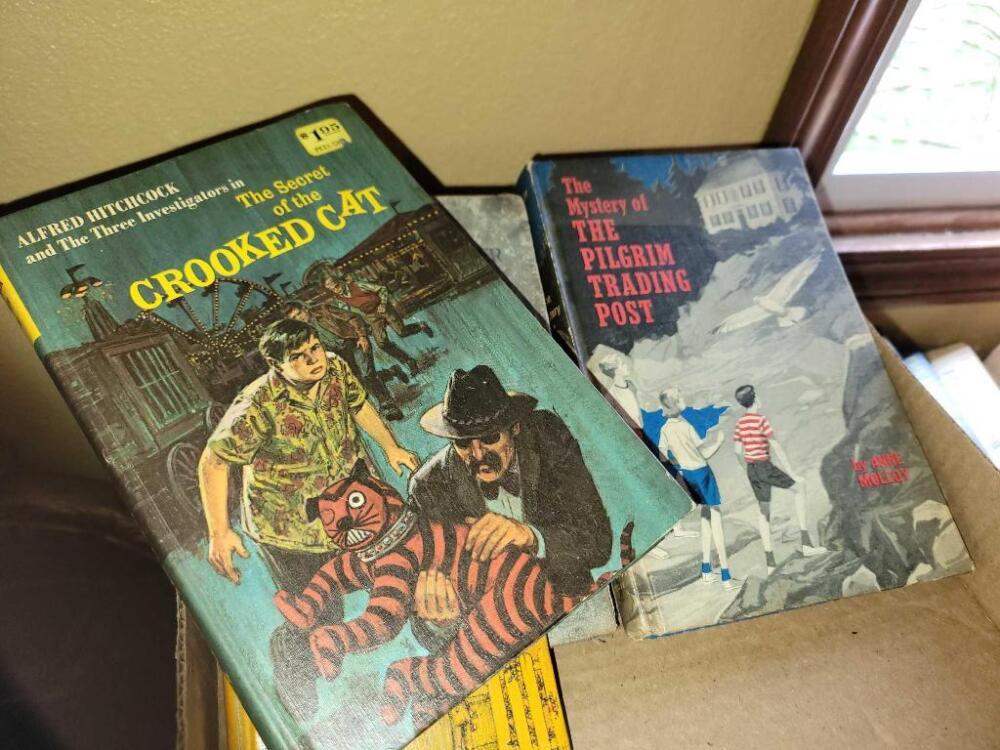 $1.95
ALFRED HITCHCOCK
and The Three Investigators in
The Secret
of the
CROOKED CAT
The
Mystery of
THE
PILGRIM
TRADING
POST
by ANNE
MOLLOY